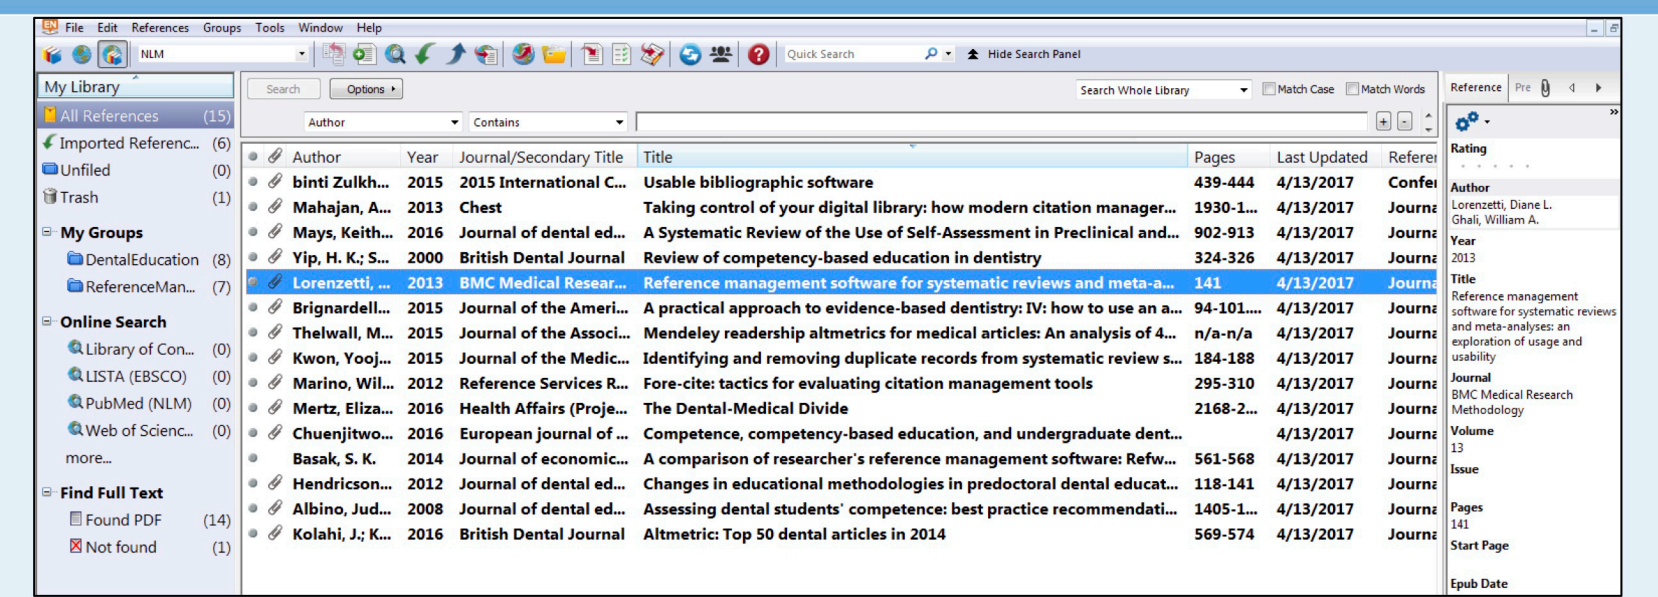 EN File Edit References Groups Tools Window Help
NLM Quick Search Hide Search Panel
My Library
All References (15)
Imported Referenc... (6)
Unfiled (0)
Trash (1)
My Groups
DentalEducation (8)
ReferenceMan... (7)
Online Search
Library of Con... (0)
LISTA (EBSCO) (0)
PubMed (NLM) (0)
Web of Scienc... (0)
more...
Find Full Text
Found PDF (14)
Not found (1)
Search Options Search Whole Library Match Case Match Words
Author Contains + -
Author Year Journal/Secondary Title Title Pages Last Updated Referen
binti Zulkh... 2015 2015 International C... Usable bibliographic software 439-444 4/13/2017 Confer
Mahajan, A... 2013 Chest Taking control of your digital library: how modern citation manager... 1930-1... 4/13/2017 Journa
Mays, Keith... 2016 Journal of dental ed... A Systematic Review of the Use of Self-Assessment in Preclinical and... 902-913 4/13/2017 Journa
Yip, H. K.; S... 2000 British Dental Journal Review of competency-based education in dentistry 324-326 4/13/2017 Journa
Lorenzetti, ... 2013 BMC Medical Resear... Reference management software for systematic reviews and meta-a... 141 4/13/2017 Journa
Brignardell... 2015 Journal of the Ameri... A practical approach to evidence-based dentistry: IV: how to use an a... 94-101.... 4/13/2017 Journa
Thelwall, M... 2015 Journal of the Associ... Mendeley readership altmetrics for medical articles: An analysis of 4... n/a-n/a 4/13/2017 Journa
Kwon, Yooj... 2015 Journal of the Medic... Identifying and removing duplicate records from systematic review s... 184-188 4/13/2017 Journa
Marino, Wil... 2012 Reference Services R... Fore-cite: tactics for evaluating citation management tools 295-310 4/13/2017 Journa
Mertz, Eliza... 2016 Health Affairs (Proje... The Dental-Medical Divide 2168-2... 4/13/2017 Journa
Chuenjitwo... 2016 European journal of ... Competence, competency-based education, and undergraduate dent... 4/13/2017 Journa
Basak, S. K. 2014 Journal of economic... A comparison of researcher's reference management software: Refw... 561-568 4/13/2017 Journa
Hendricson... 2012 Journal of dental ed... Changes in educational methodologies in predoctoral dental educat... 118-141 4/13/2017 Journa
Albino, Jud... 2008 Journal of dental ed... Assessing dental students' competence: best practice recommendati... 1405-1... 4/13/2017 Journa
Kolahi, J.; K... 2016 British Dental Journal Altmetric: Top 50 dental articles in 2014 569-574 4/13/2017 Journa
Reference Pre
Rating
Author
Lorenzetti, Diane L.
Ghali, William A.
Year
2013
Title
Reference management
software for systematic reviews
and meta-analyses: an
exploration of usage and
usability
Journal
BMC Medical Research
Methodology
Volume
13
Issue
Pages
141
Start Page
Epub Date